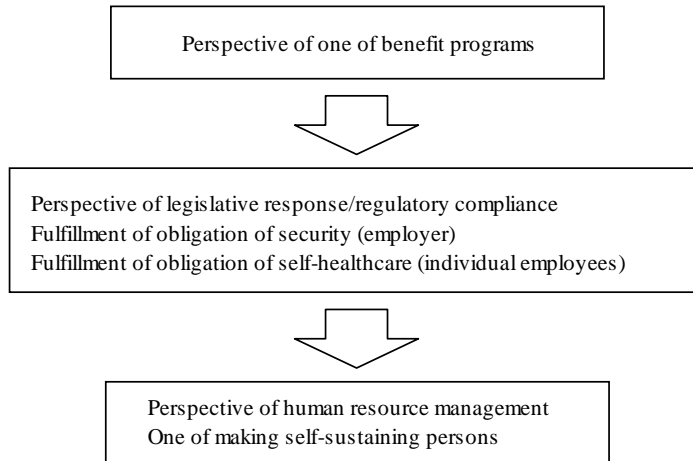 Perspective of one of benefit programs
Perspective of legislative response/regulatory compliance
Fulfillment of obligation of security (employer)
Fulfillment of obligation of self-healthcare (individual employees)
Perspective of human resource management
One of making self-sustaining persons